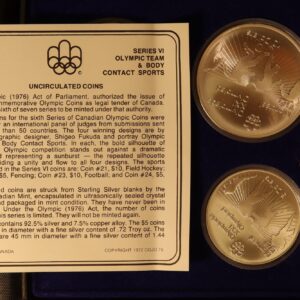 SERIES VI
OLYMPIC TEAM
& BODY
CONTACT SPORTS
UNCIRCULATED COINS
pic (1976) Act of Parliament, authorized the issue of
mmemorative Olympic Coins as legal tender of Canada.
ixth of seven series to be minted under that authority.
ns for the sixth Series of Canadian Olympic Coins were
y an international panel of judges from submissions sent
than 50 countries. The four winning designs are by
graphic designer, Shigeo Fukuda and portray Olympic
Body Contact Sports. In each, the bold silhouette of
Olympic competition stands out against a dramatic
d representing a sunburst — the repeated silhouette
iding a unity and flow to all four designs. The sports
d in the Series VI coins are: Coin #21, $10, Field Hockey;
$5, Fencing; Coin #23, $10, Football, and Coin #24, $5,
d coins are struck from Sterling Silver blanks by the
anadian Mint, encapsulated in ultrasonically sealed crystal
d packaged in mint condition. They have never been in
Under the Olympic (1976) Act, the number of coins
is series is limited. They will not be minted again.
contains 92.5% silver and 7.5% copper alloy. The $5 coins
diameter with a fine silver content of .72 Troy oz. The
are 45 mm in diameter with a fine silver content of 1.44
CANADA
COPYRIGHT